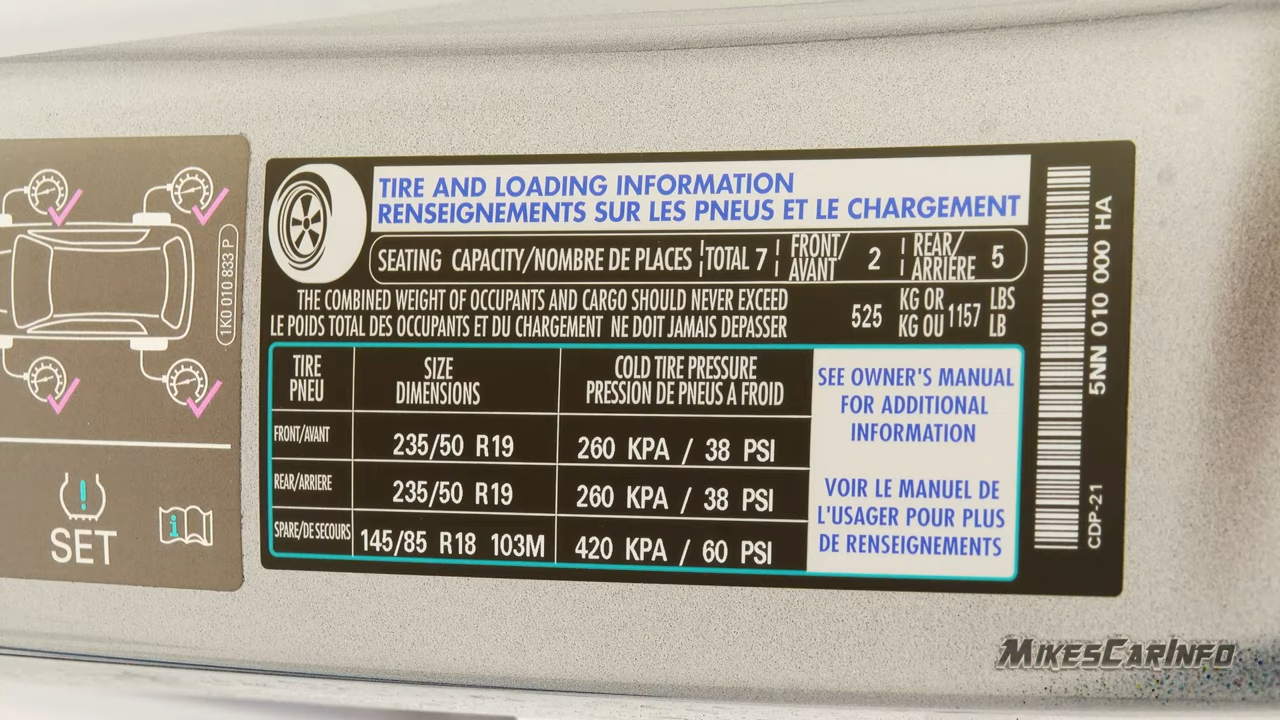 TIRE AND LOADING INFORMATION
RENSEIGNEMENTS SUR LES PNEUS ET LE CHARGEMENT
SEATING CAPACITY/NOMBRE DE PLACES TOTAL 7 FRONT/AVANT 2 REAR/ARRIÈRE 5
THE COMBINED WEIGHT OF OCCUPANTS AND CARGO SHOULD NEVER EXCEED 525 KG OR 1157 LBS
LE POIDS TOTAL DES OCCUPANTS ET DU CHARGEMENT NE DOIT JAMAIS DEPASSER KG OU LB
TIRE SIZE COLD TIRE PRESSURE
PNEU DIMENSIONS PRESSION DE PNEUS A FROID
FRONT/AVANT 235/50 R19 260 KPA / 38 PSI
REAR/ARRIERE 235/50 R19 260 KPA / 38 PSI
SPARE/DE SECOURS 145/85 R18 103M 420 KPA / 60 PSI
SEE OWNER'S MANUAL
FOR ADDITIONAL
INFORMATION
VOIR LE MANUEL DE
L'USAGER POUR PLUS
DE RENSEIGNEMENTS
5NN 010 000 HA
CDP-21
1K0 010 833 P
SET
MIKESCARINFO